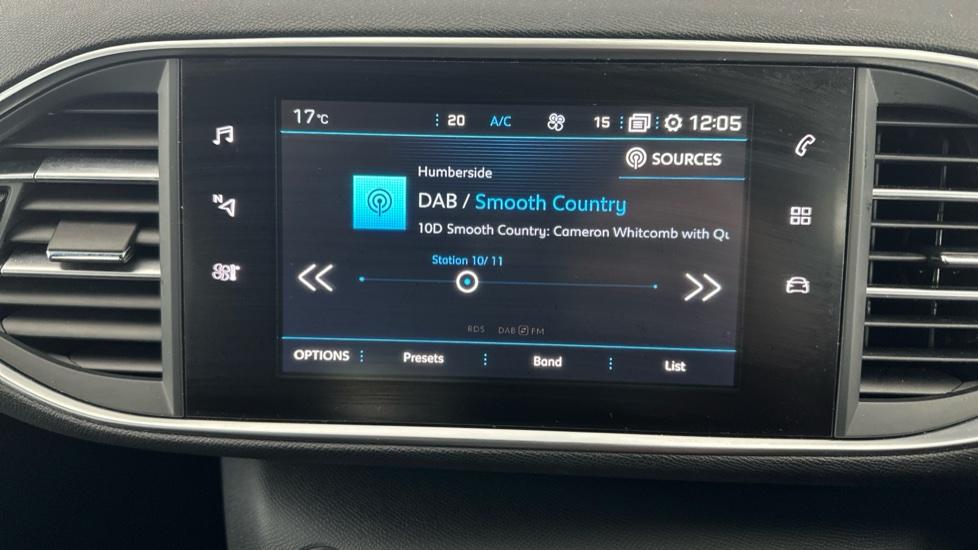 17°C 20 A/C 15 12:05
SOURCES
Humberside
DAB / Smooth Country
10D Smooth Country: Cameron Whitcomb with Qu
Station 10/ 11
N
RDS DAB FM
OPTIONS Presets Band List